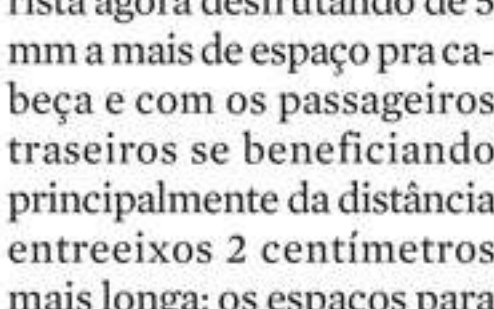 rista agora desfrutando de 5
mm a mais de espaço pra ca-
beça e com os passageiros
traseiros se beneficiando
principalmente da distância
entreeixos 2 centímetros
mais longa: os espaços para